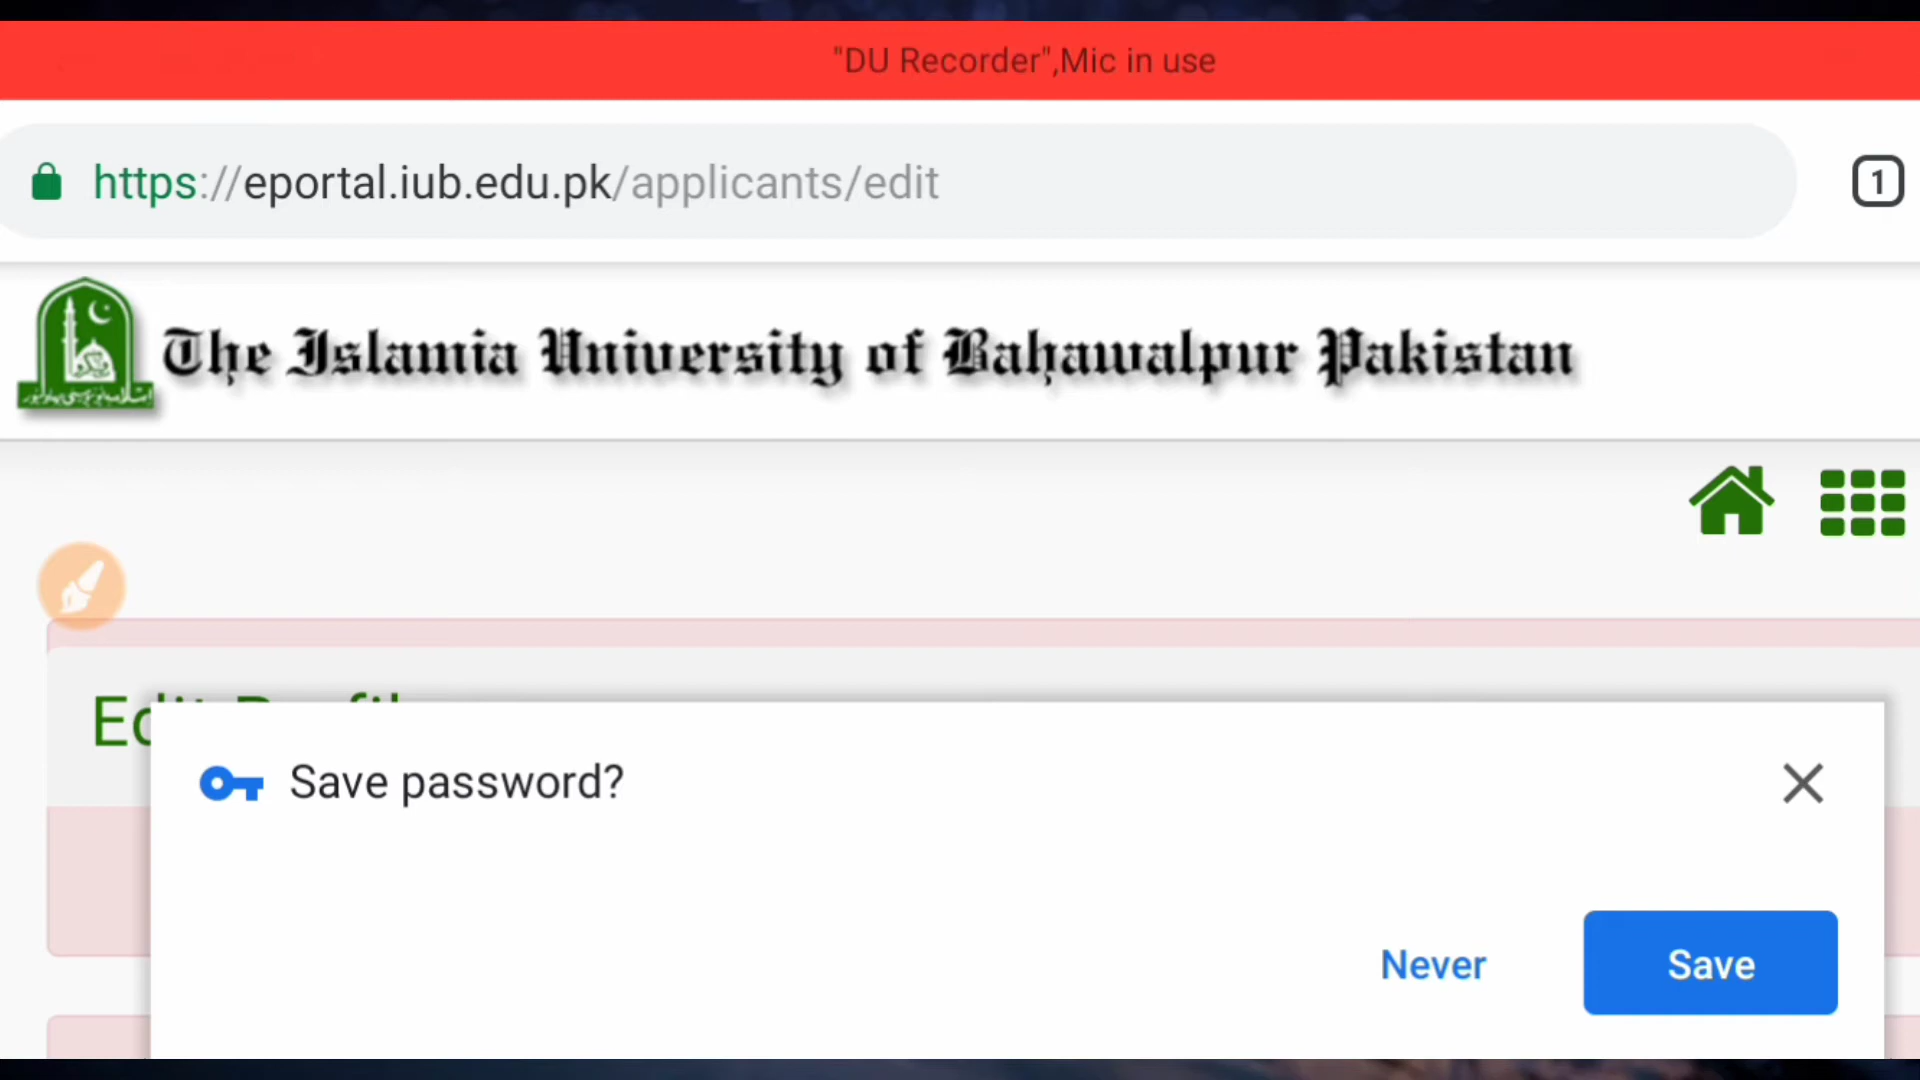 "DU Recorder",Mic in use
https://eportal.iub.edu.pk/applicants/edit
1
The Islamia University of Bahawalpur Pakistan
Save password?
Never
Save